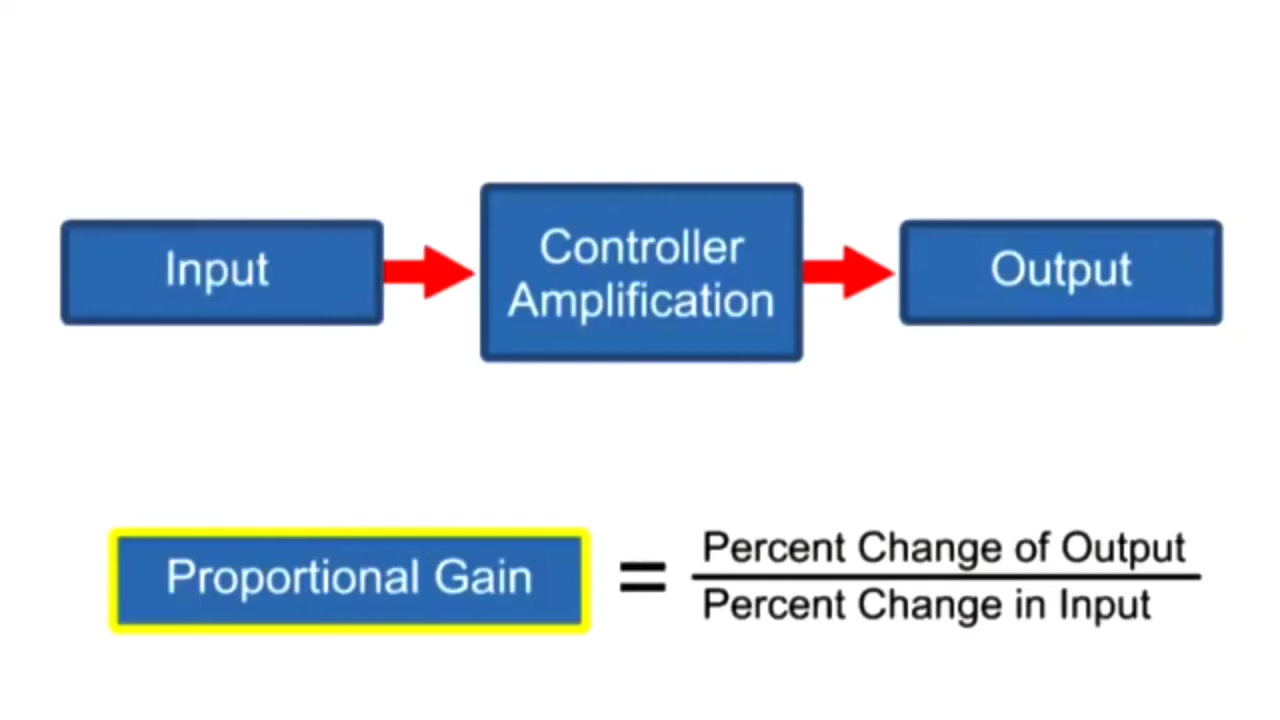 Input
Controller
Amplification
Output
Proportional Gain
=
Percent Change of Output
Percent Change in Input